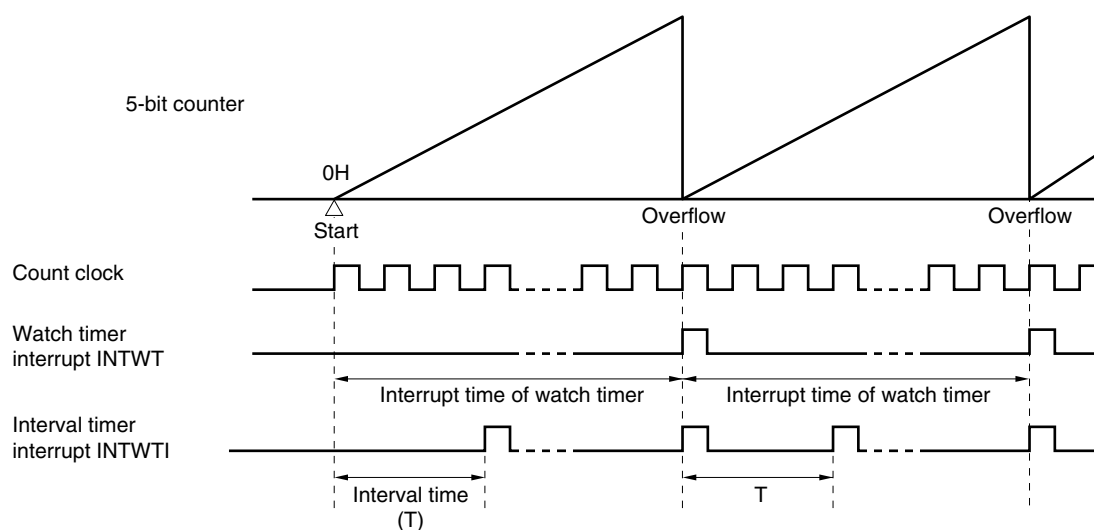 5-bit counter
0H
Start
Overflow
Overflow
Count clock
Watch timer
interrupt INTWT
Interrupt time of watch timer
Interrupt time of watch timer
Interval timer
interrupt INTWTI
Interval time
(T)
T